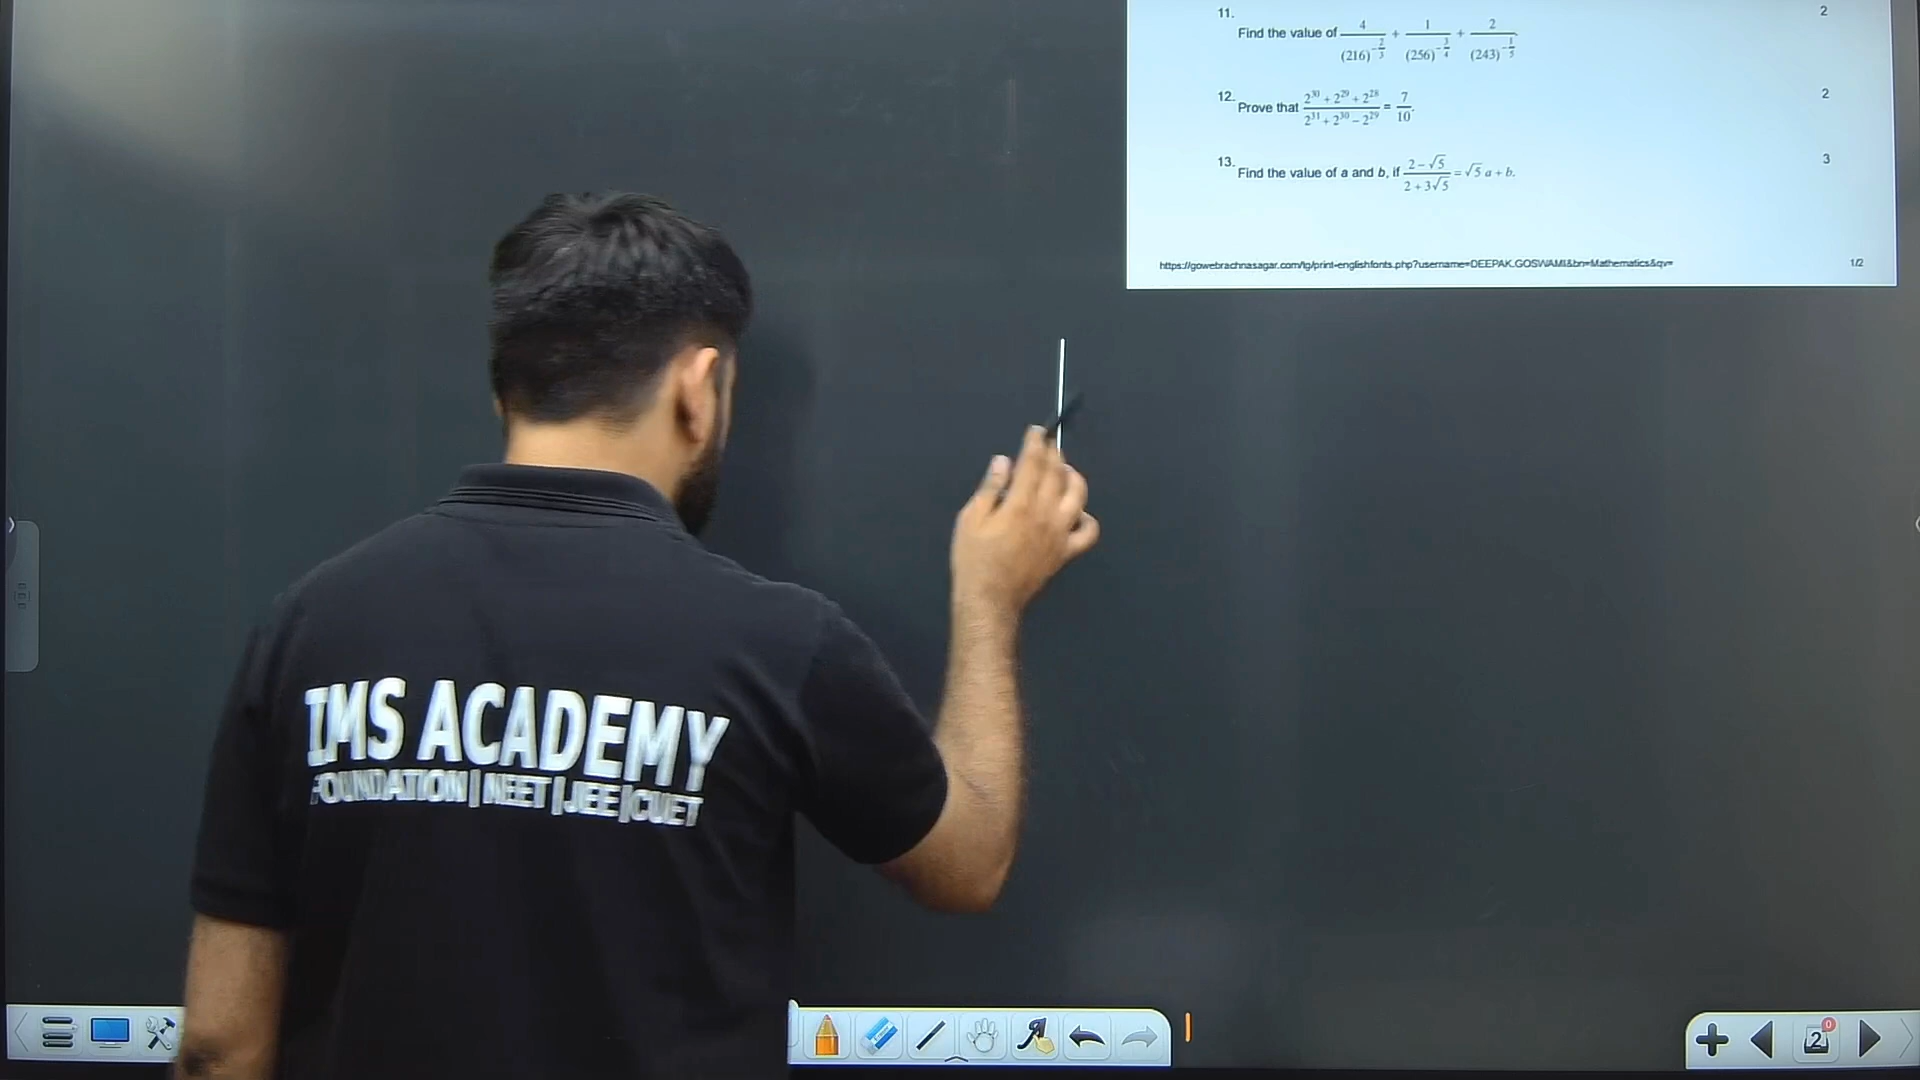 11.
2
Find the value of 4/(216)^{-2/3} + 1/(256)^{-3/4} + 2/(243)^{-1/5}.
12.
2
Prove that (2^{30} + 2^{29} + 2^{28})/(2^{31} + 2^{30} − 2^{29}) = 7/10.
13.
3
Find the value of a and b, if (2 − √5)/(2 + 3√5) = √5 a + b.
https://gowebrachnasagar.com/tg/print-englishfonts.php?username=DEEPAK.GOSWAMI&bn=Mathematics&qv=
1/2
IMS ACADEMY
FOUNDATION|NEET|JEE|CUET
2
0